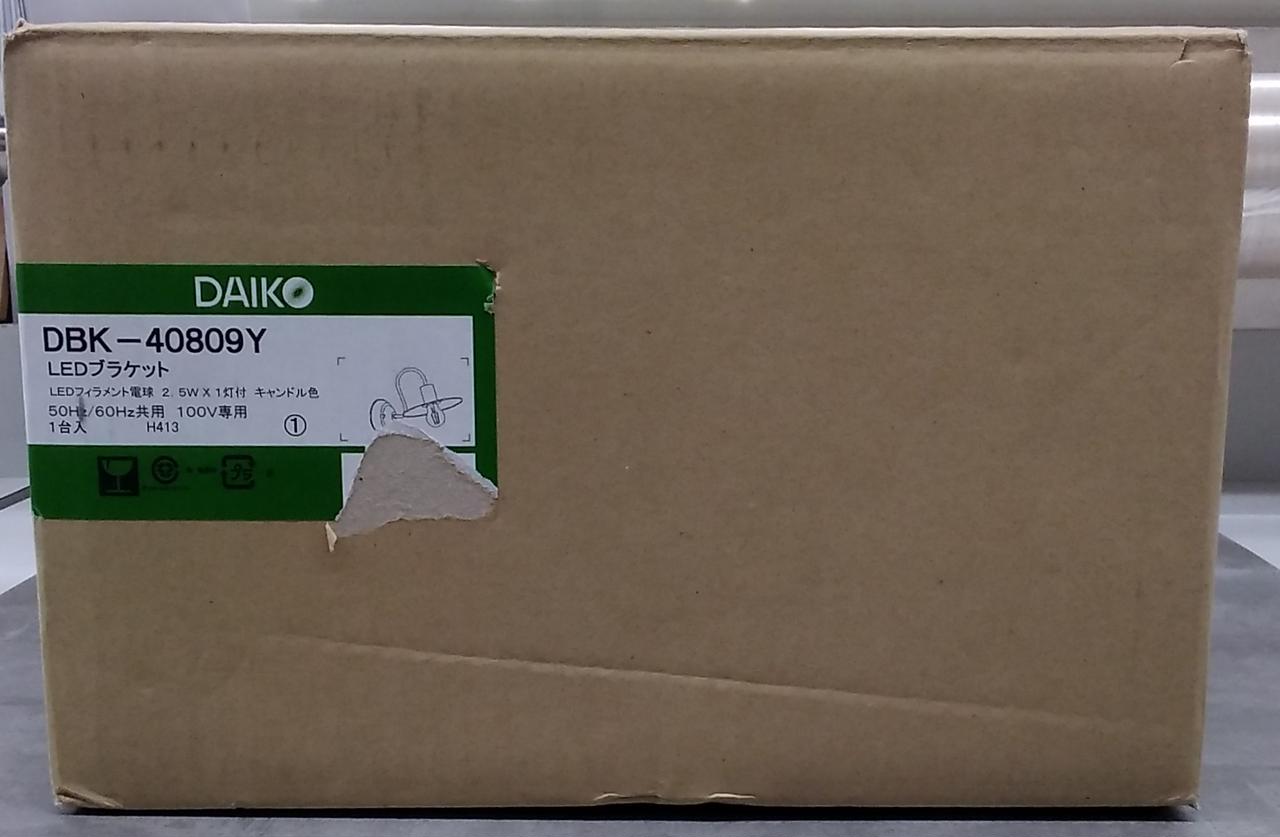 DAIKO
DBK-40809Y
LEDブラケット
LEDフィラメント電球 2.5W×1灯付 キャンドル色
50Hz/60Hz共用 100V専用
1台入 H413 ①
プラ